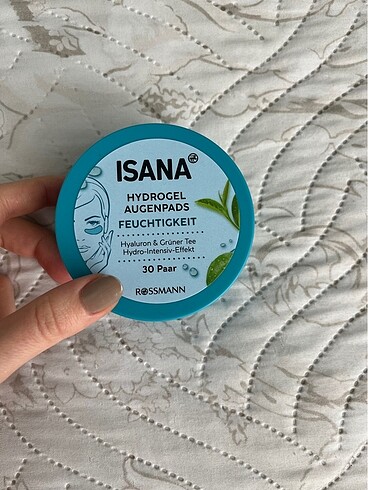 ISANA
HYDROGEL
AUGENPADS
FEUCHTIGKEIT
Hyaluron & Grüner Tee
Hydro-Intensiv-Effekt
30 Paar
ROSSMANN